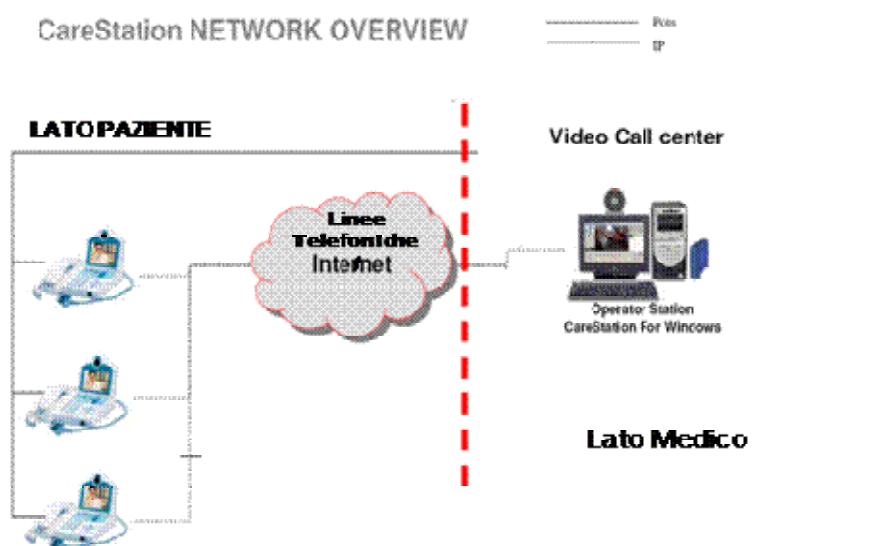 CareStation NETWORK OVERVIEW
Pots
IP
LATO PAZIENTE
Video Call center
Linee
Telefoniche
Internet
Operator Station
CareStation For Windows
Lato Medico